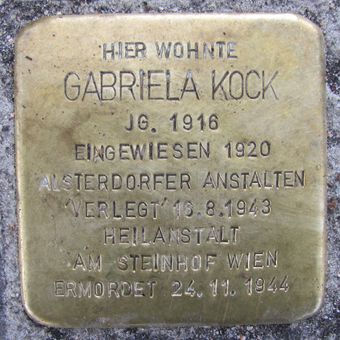 HIER WOHNTE
GABRIELA KOCK
JG. 1916
EINGEWIESEN 1920
ALSTERDORFER ANSTALTEN
'VERLEGT' 16.8.1943
HEILANSTALT
AM STEINHOF WIEN
ERMORDET 24.11.1944